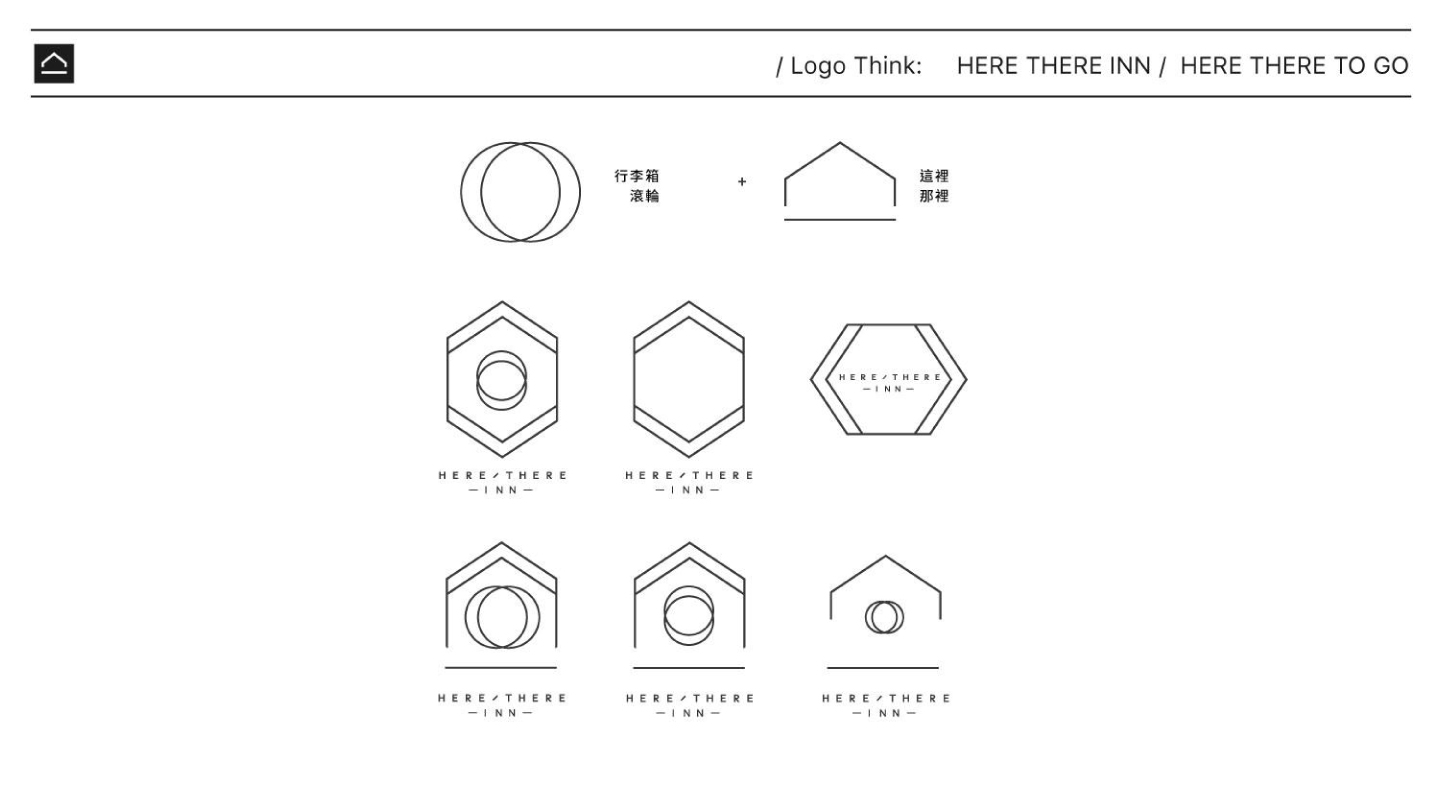 / Logo Think: HERE THERE INN / HERE THERE TO GO
行李箱
滾輪
+
這裡
那裡
HERE/THERE
—INN—
HERE/THERE
—INN—
HERE/THERE
—INN—
HERE/THERE
—INN—
HERE/THERE
—INN—
HERE/THERE
—INN—